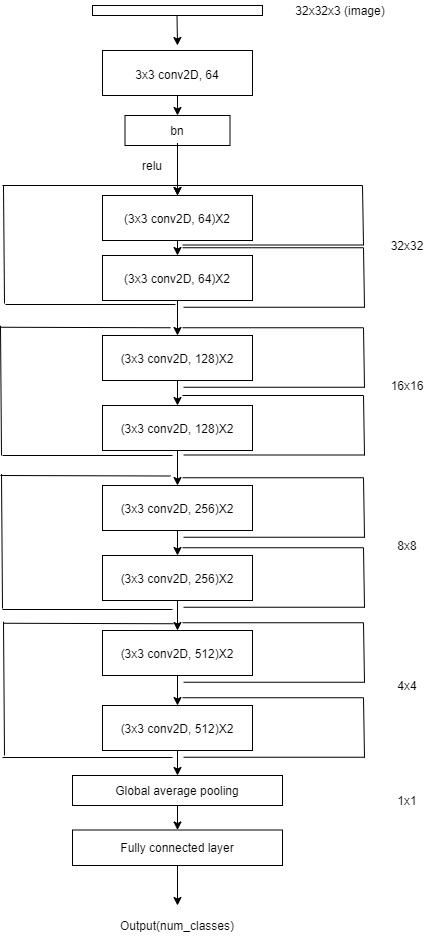 32x32x3 (image)
3x3 conv2D, 64
bn
relu
(3x3 conv2D, 64)X2
32x32
(3x3 conv2D, 64)X2
(3x3 conv2D, 128)X2
16x16
(3x3 conv2D, 128)X2
(3x3 conv2D, 256)X2
8x8
(3x3 conv2D, 256)X2
(3x3 conv2D, 512)X2
4x4
(3x3 conv2D, 512)X2
Global average pooling
1x1
Fully connected layer
Output(num_classes)